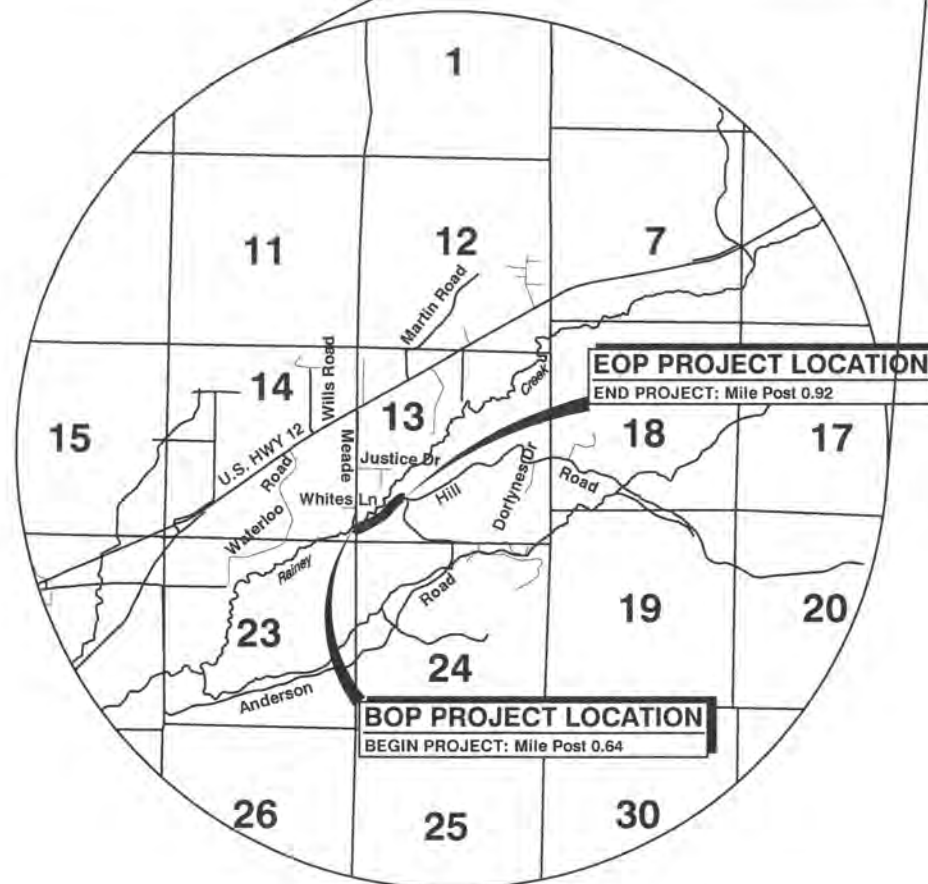 1
11
12
7
Martin Road
EOP PROJECT LOCATION
END PROJECT: Mile Post 0.92
Creek
14
Wills Road
13
15
18
17
U.S. HWY 12
Meade
Justice Dr
Hill
Dortynes Dr
Road
Whites Ln
Waterloo Road
Rainey
Road
23
19
20
24
Anderson
BOP PROJECT LOCATION
BEGIN PROJECT: Mile Post 0.64
26
25
30